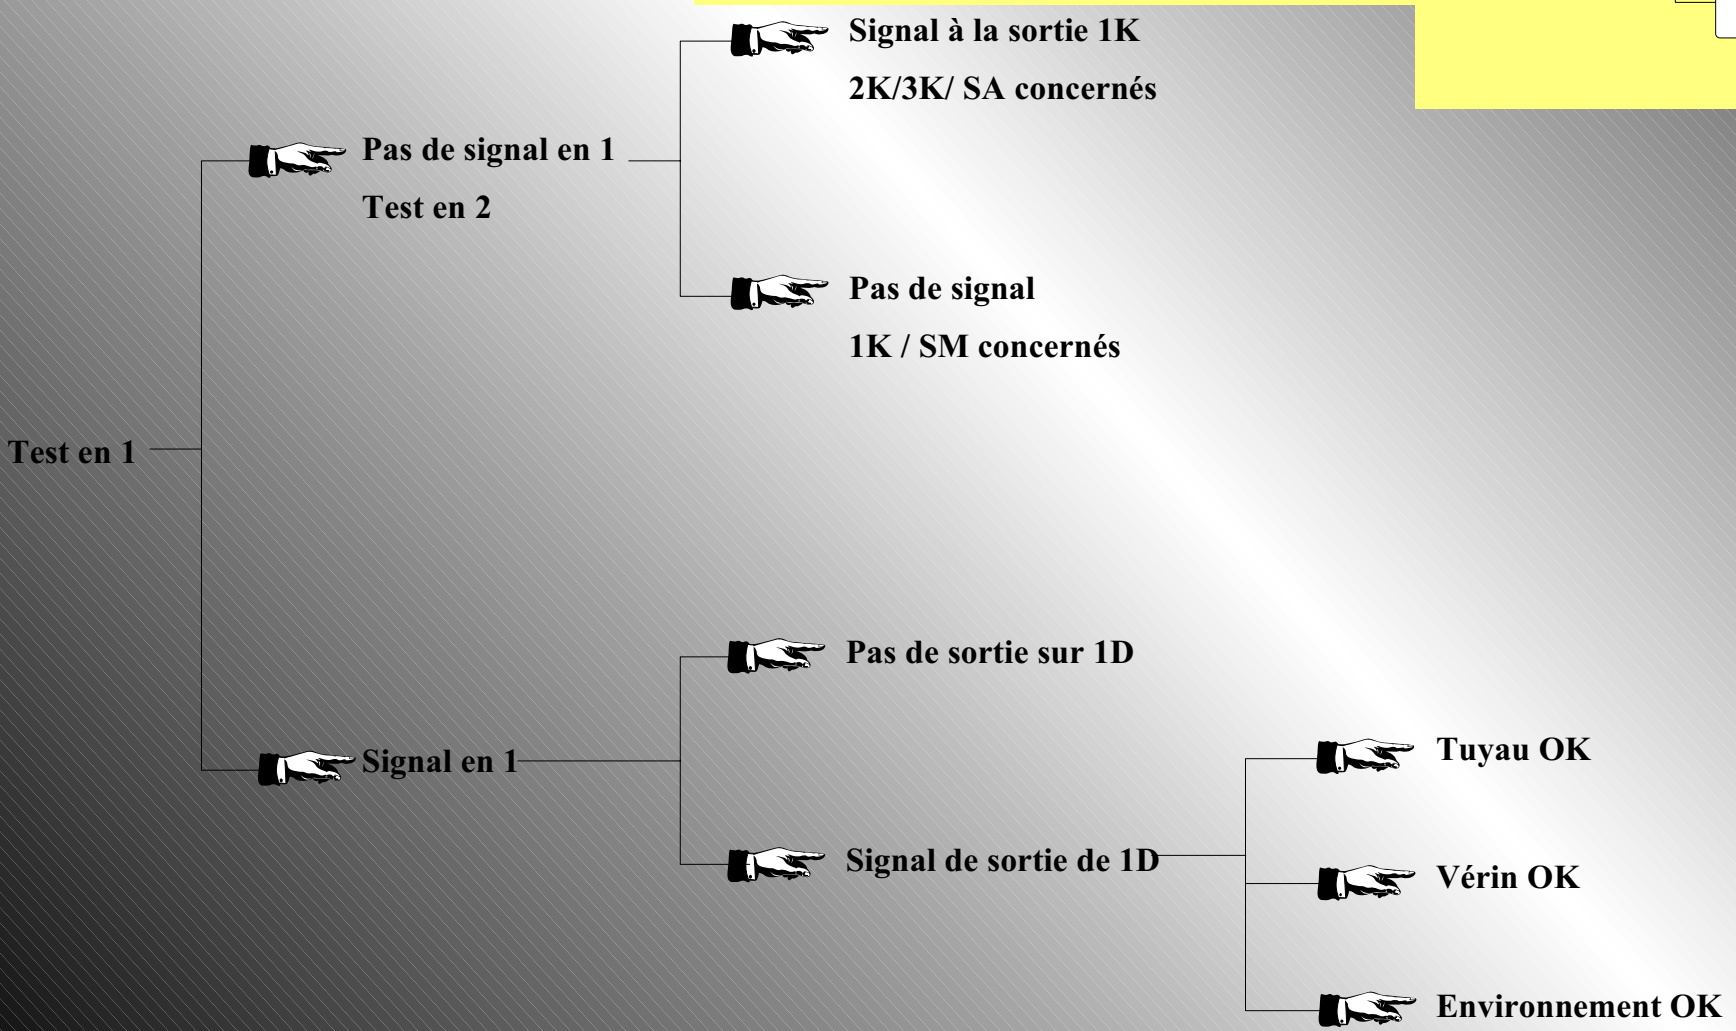 Signal à la sortie 1K
2K/3K/ SA concernés
Pas de signal en 1
Test en 2
Pas de signal
1K / SM concernés
Test en 1
Pas de sortie sur 1D
Signal en 1
Tuyau OK
Signal de sortie de 1D
Vérin OK
Environnement OK